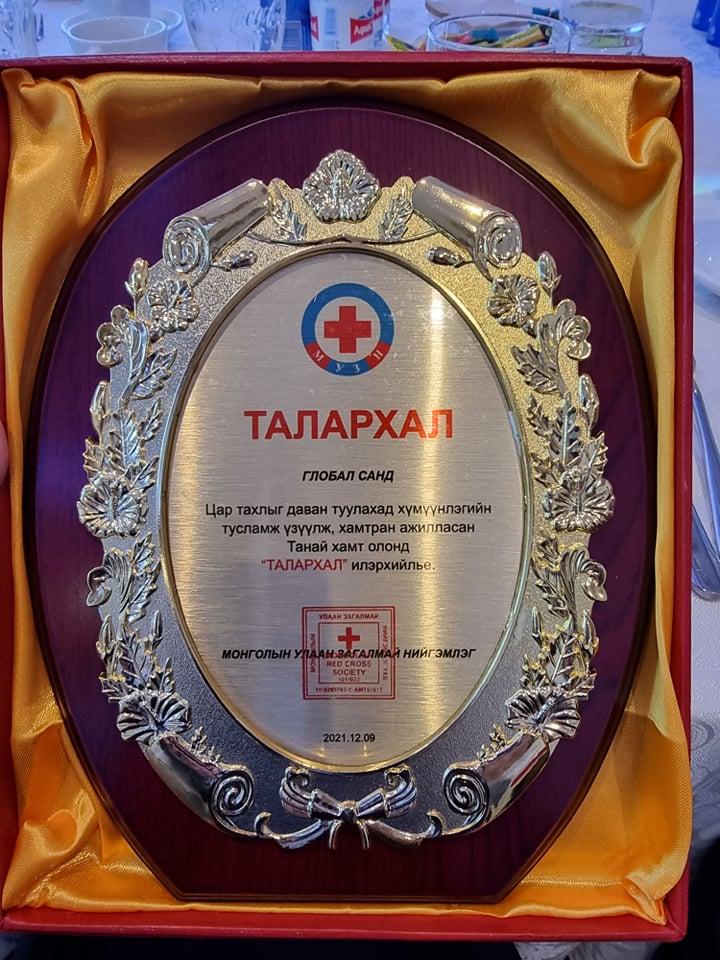 МУЗН
ТАЛАРХАЛ
ГЛОБАЛ САНД
Цар тахлыг даван туулахад хүмүүнлэгийн
тусламж үзүүлж, хамтран ажилласан
Танай хамт олонд
"ТАЛАРХАЛ" илэрхийлье.
УЛААН ЗАГАЛМАЙ
МОНГОЛЫН УЛААН ЗАГАЛМАЙ НИЙГЭМЛЭГ
RED CROSS
SOCIETY
2021.12.09